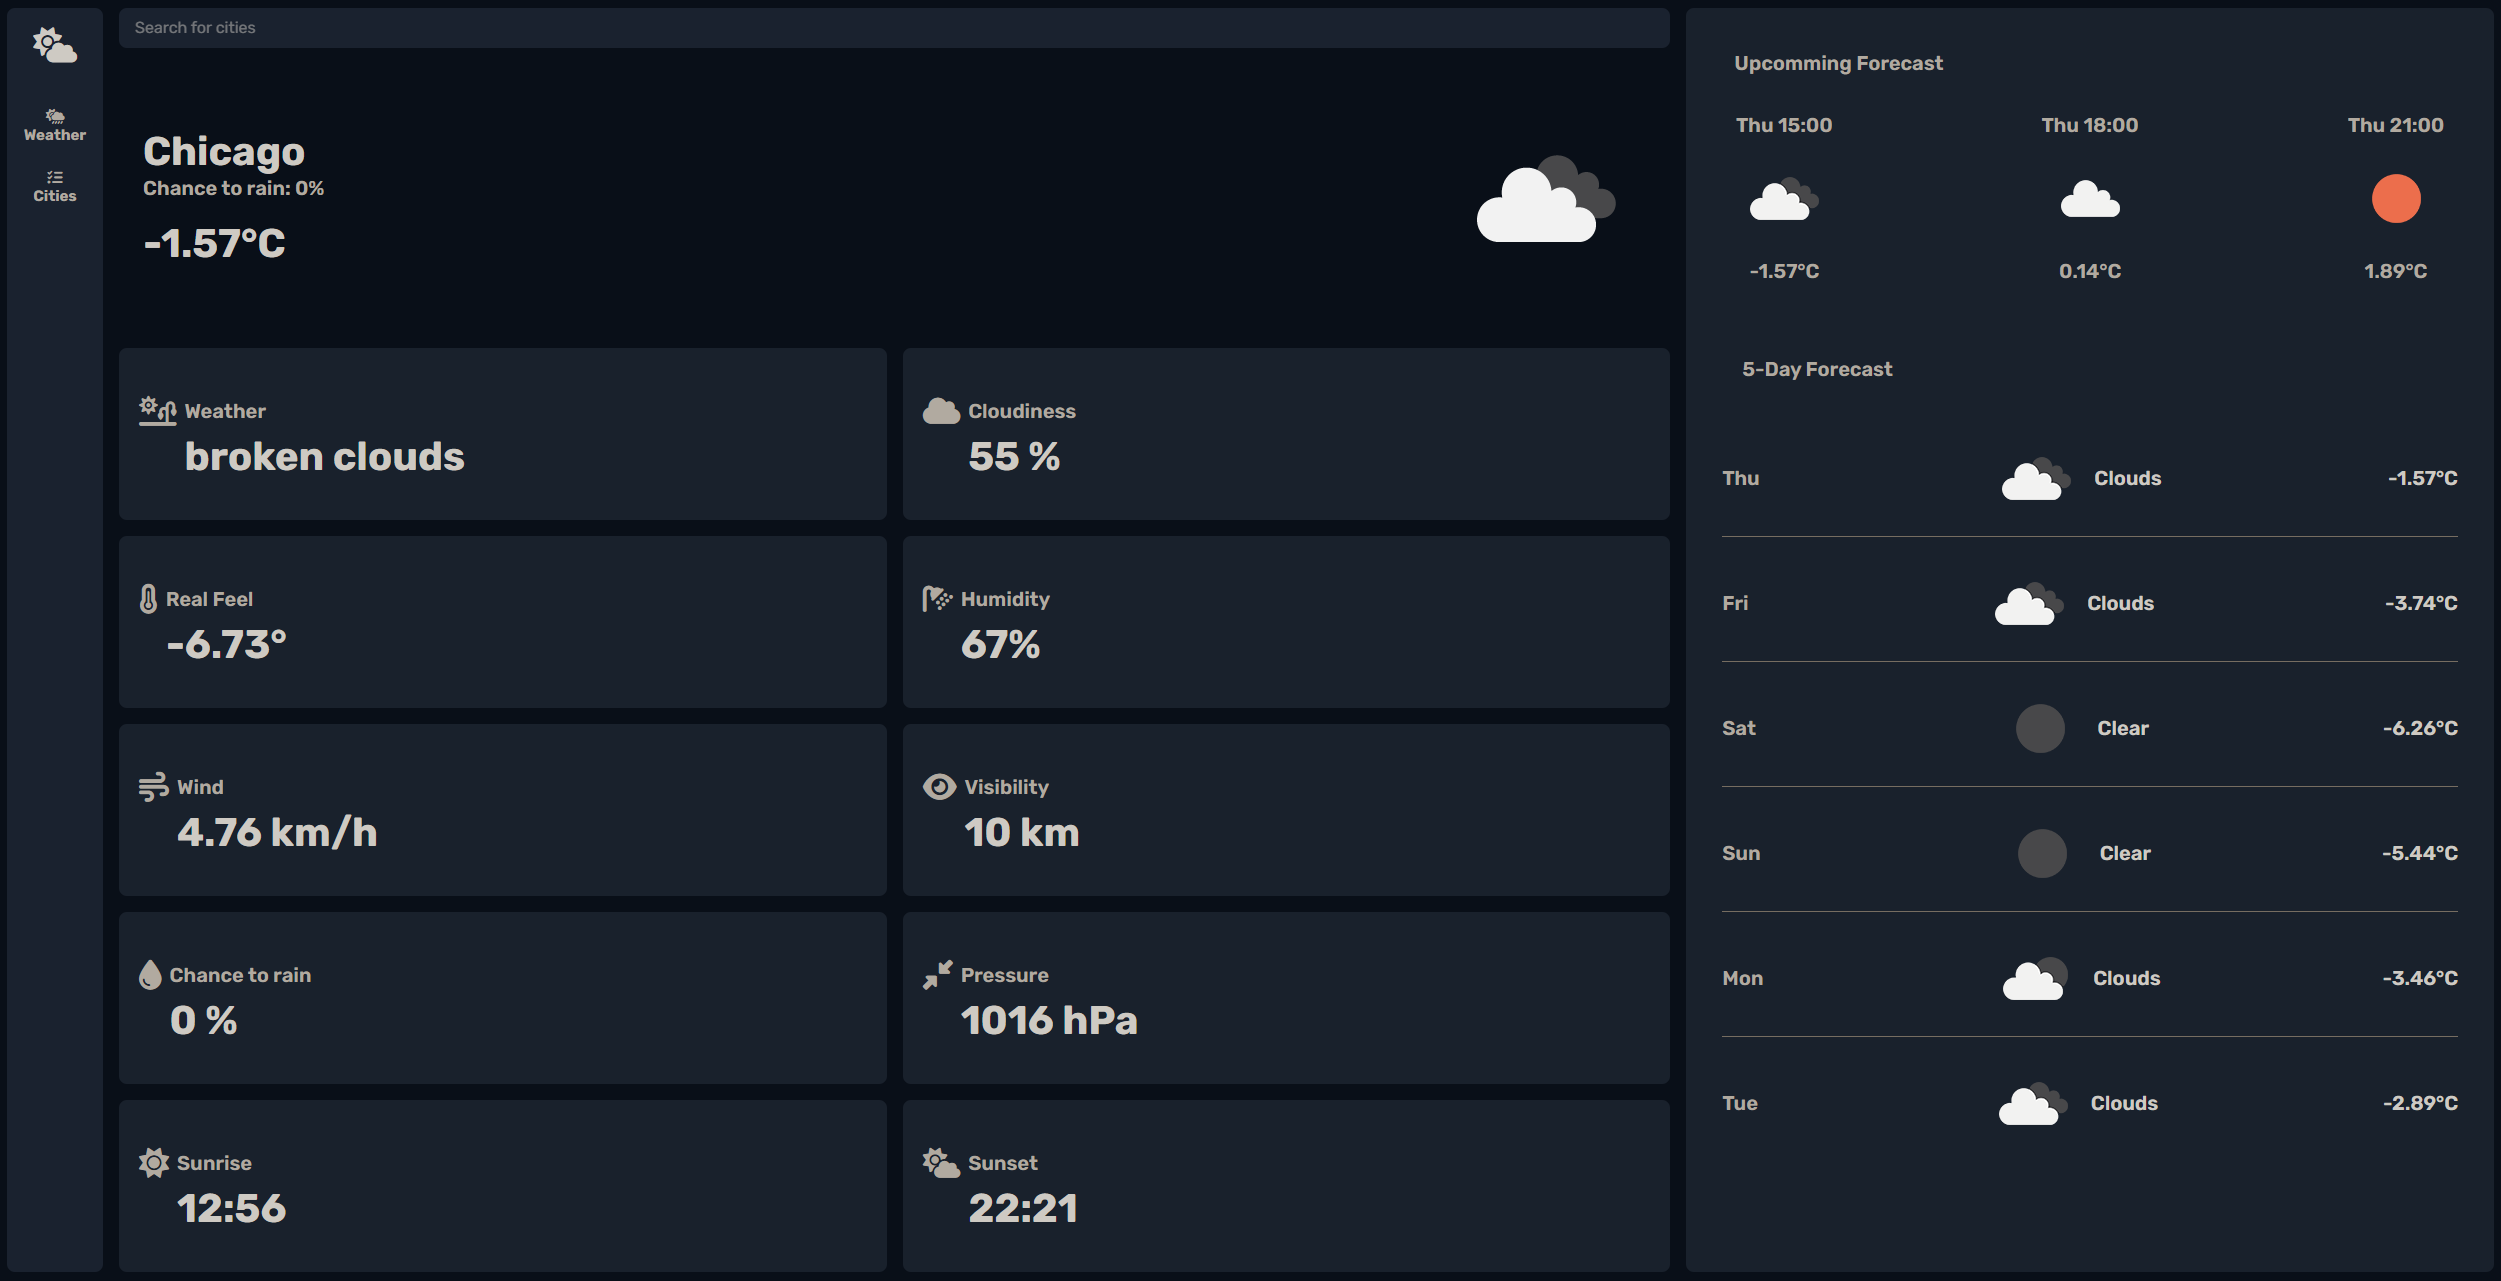 Weather
Cities
Search for cities
Chicago
Chance to rain: 0%
-1.57°C
Weather
broken clouds
Cloudiness
55 %
Real Feel
-6.73°
Humidity
67%
Wind
4.76 km/h
Visibility
10 km
Chance to rain
0 %
Pressure
1016 hPa
Sunrise
12:56
Sunset
22:21
Upcomming Forecast
Thu 15:00 Thu 18:00 Thu 21:00
-1.57°C 0.14°C 1.89°C
5-Day Forecast
Thu Clouds -1.57°C
Fri Clouds -3.74°C
Sat Clear -6.26°C
Sun Clear -5.44°C
Mon Clouds -3.46°C
Tue Clouds -2.89°C